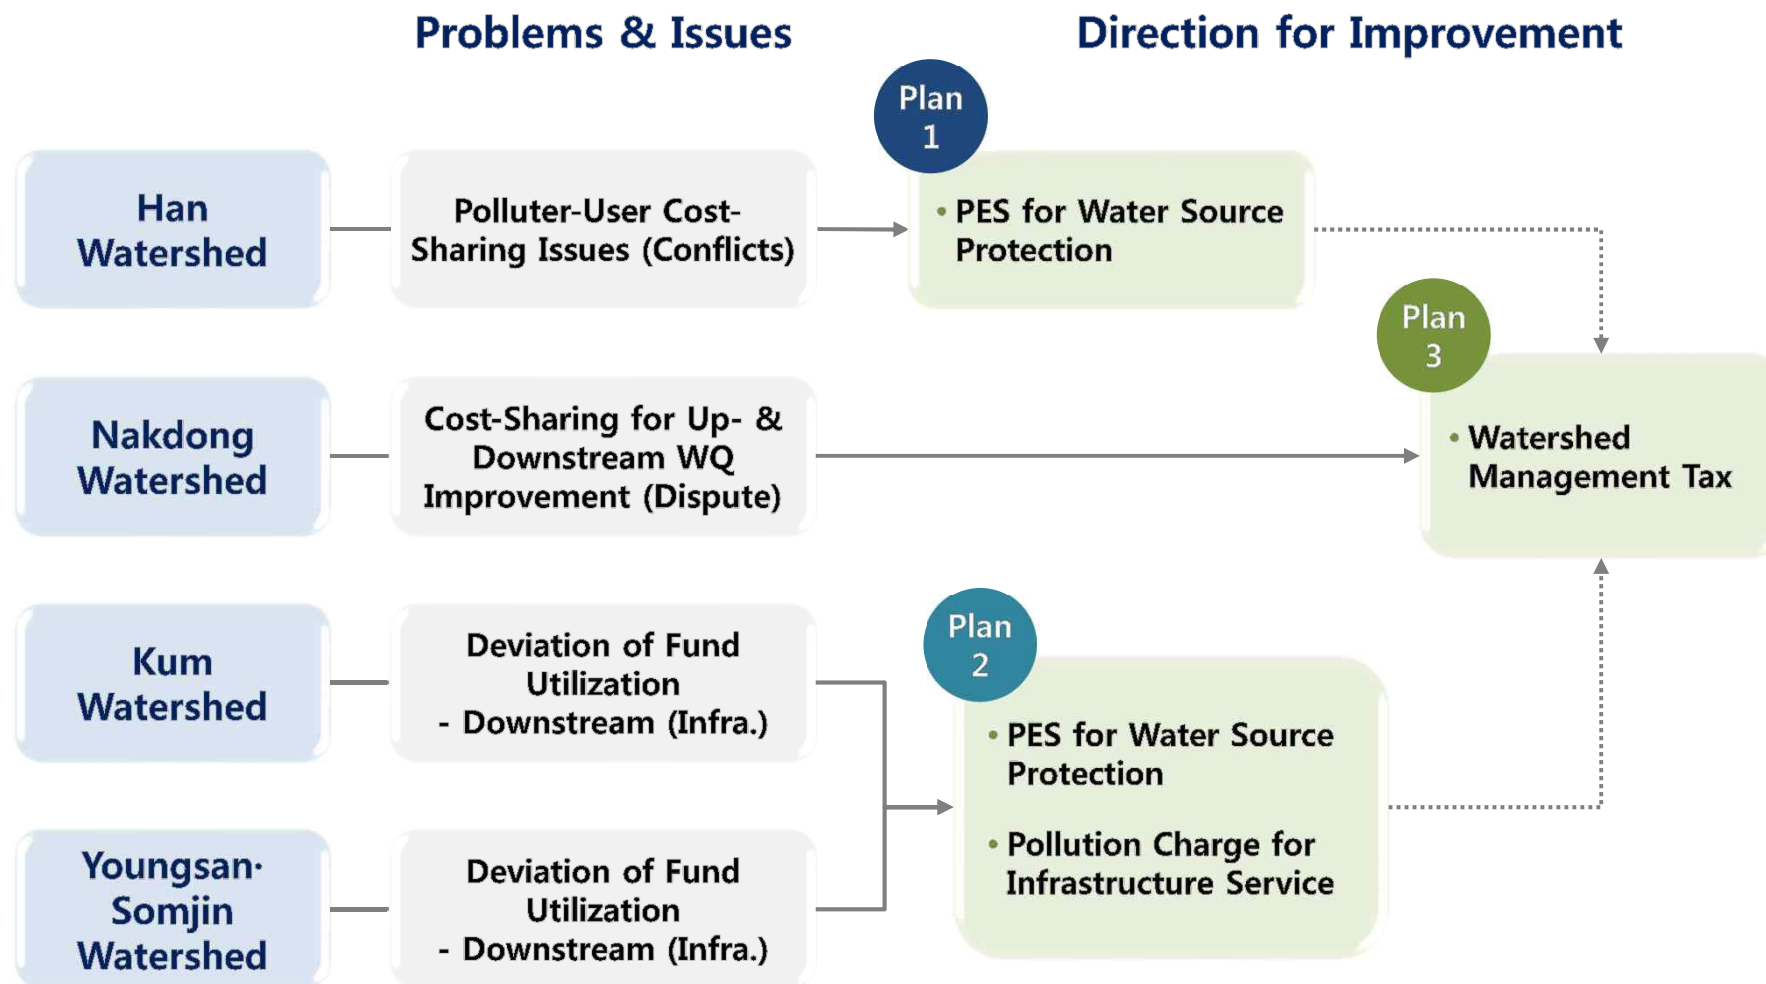 Problems & Issues
Direction for Improvement
Plan
1
Han
Watershed
Polluter-User Cost-
Sharing Issues (Conflicts)
• PES for Water Source
Protection
Plan
3
Nakdong
Watershed
Cost-Sharing for Up- &
Downstream WQ
Improvement (Dispute)
• Watershed
Management Tax
Kum
Watershed
Deviation of Fund
Utilization
- Downstream (Infra.)
Plan
2
• PES for Water Source
Protection
• Pollution Charge for
Infrastructure Service
Youngsan·
Somjin
Watershed
Deviation of Fund
Utilization
- Downstream (Infra.)